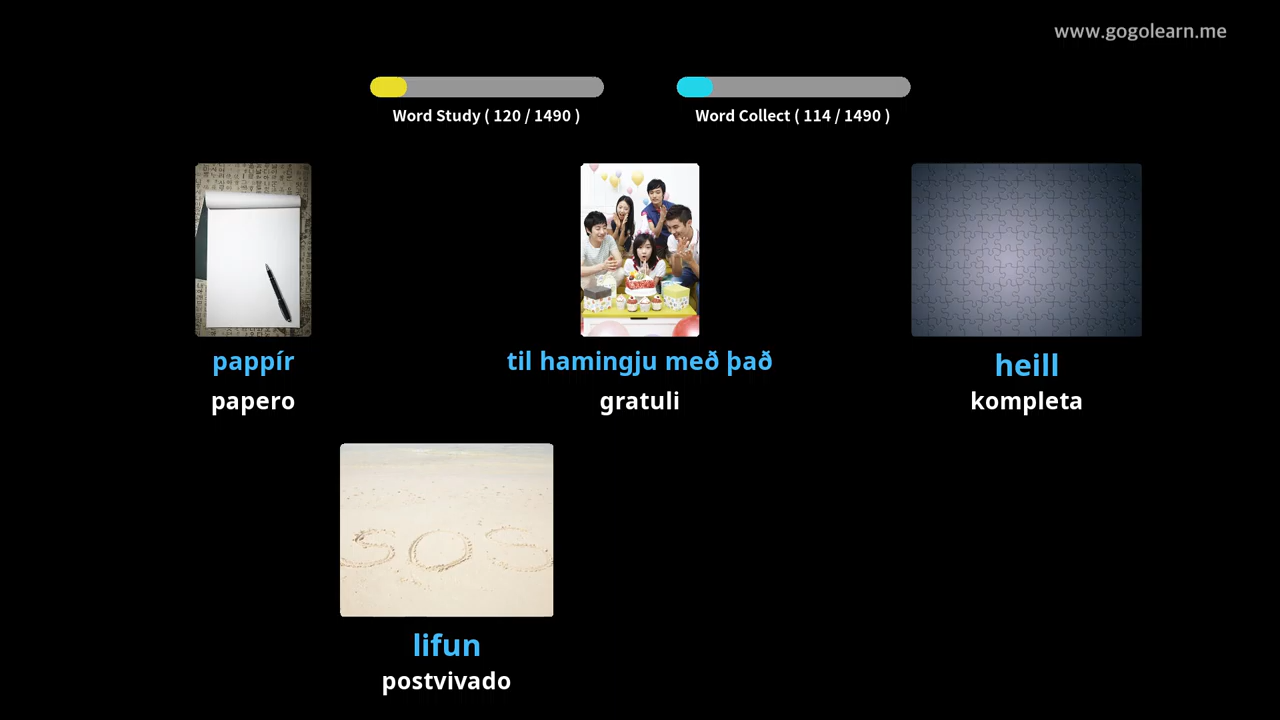 www.gogolearn.me
Word Study ( 120 / 1490 )
Word Collect ( 114 / 1490 )
pappír
papero
til hamingju með það
gratuli
heill
kompleta
SOS
lifun
postvivado